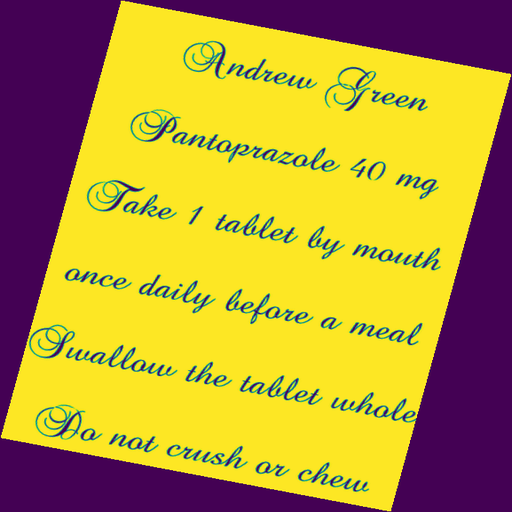 Andrew Green
Pantoprazole 40 mg
Take 1 tablet by mouth
once daily before a meal
Swallow the tablet whole
Do not crush or chew